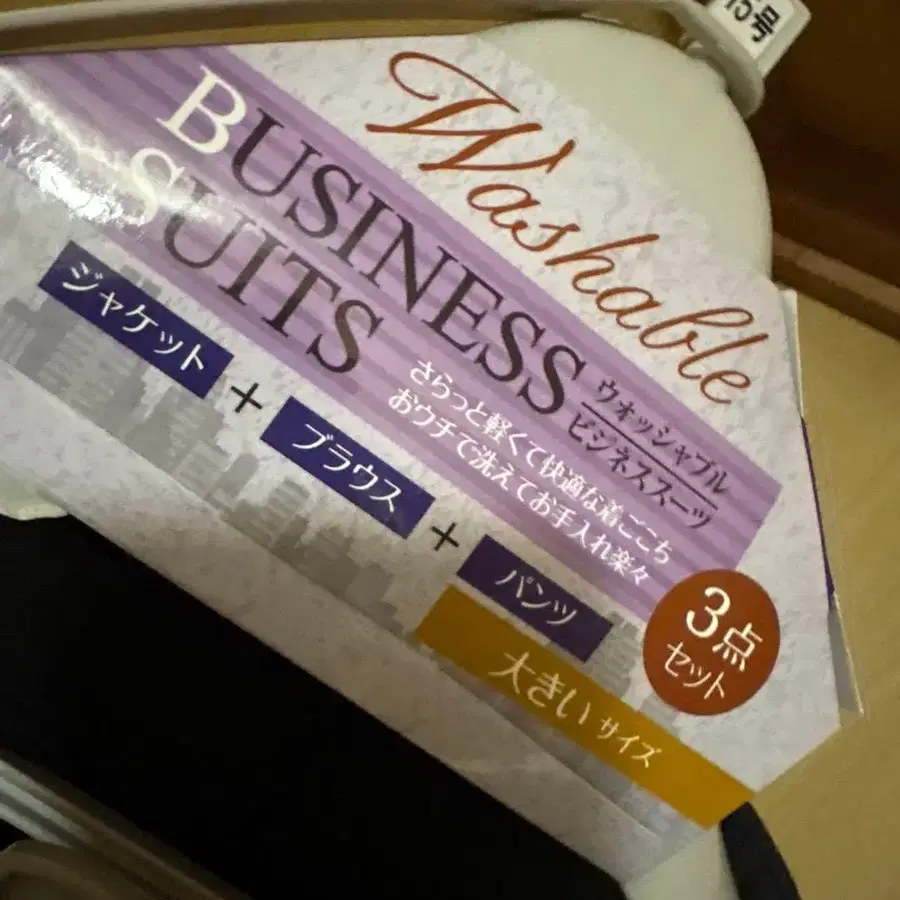 Washable
BUSINESS
SUITS
ウォッシャブル
ビジネススーツ
さらっと軽くて快適な着ごこち
おウチで洗えてお手入れ楽々
ジャケット + ブラウス + パンツ
3点
セット
大きいサイズ
号